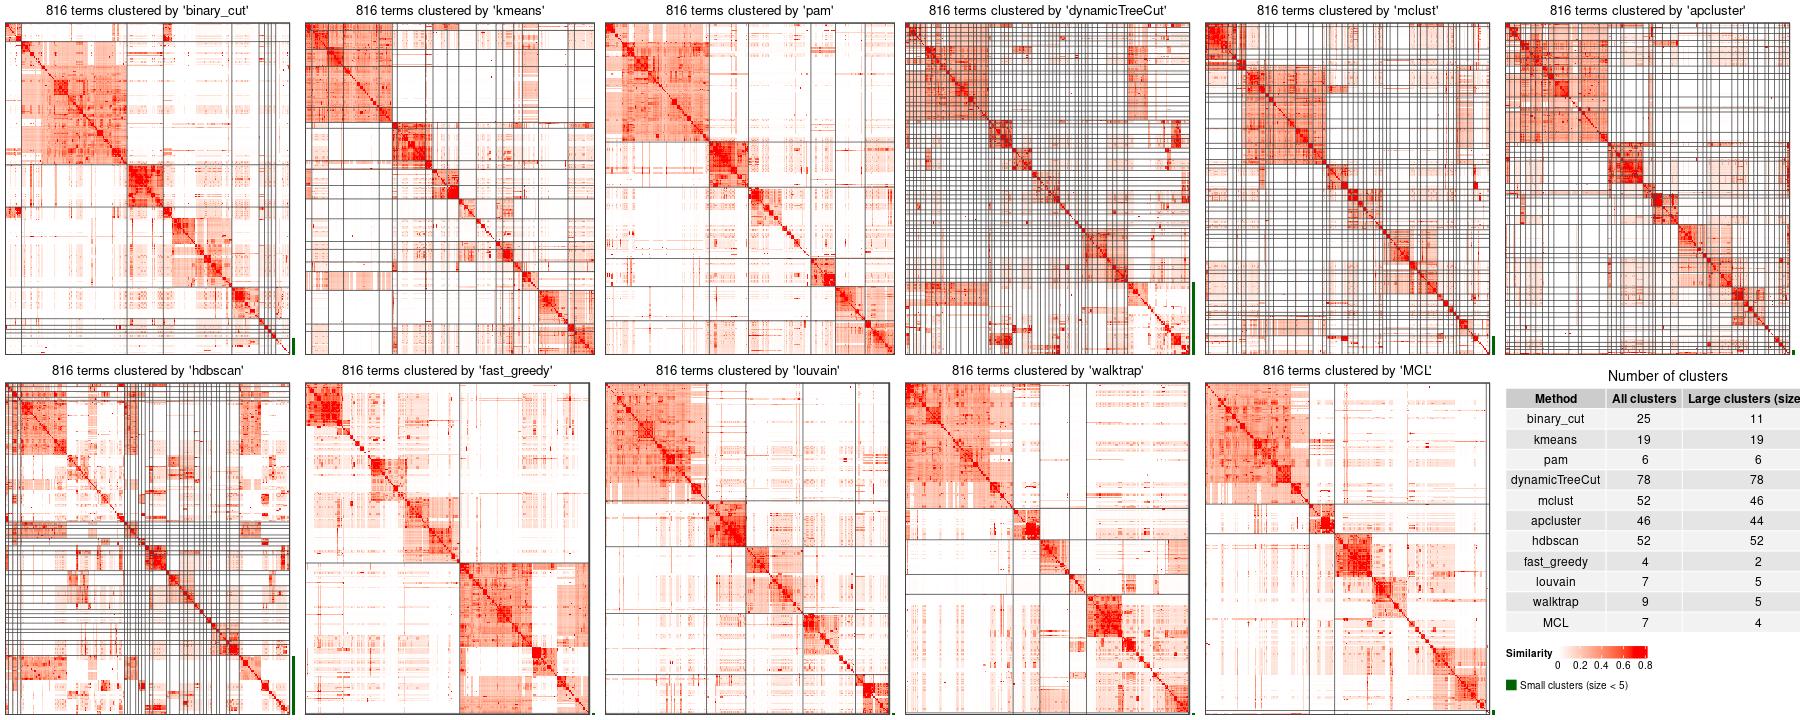 816 terms clustered by 'binary_cut'
816 terms clustered by 'kmeans'
816 terms clustered by 'pam'
816 terms clustered by 'dynamicTreeCut'
816 terms clustered by 'mclust'
816 terms clustered by 'apcluster'
816 terms clustered by 'hdbscan'
816 terms clustered by 'fast_greedy'
816 terms clustered by 'louvain'
816 terms clustered by 'walktrap'
816 terms clustered by 'MCL'
Number of clusters
Method All clusters Large clusters (size
binary_cut 25 11
kmeans 19 19
pam 6 6
dynamicTreeCut 78 78
mclust 52 46
apcluster 46 44
hdbscan 52 52
fast_greedy 4 2
louvain 7 5
walktrap 9 5
MCL 7 4
Similarity
0 0.2 0.4 0.6 0.8
Small clusters (size < 5)